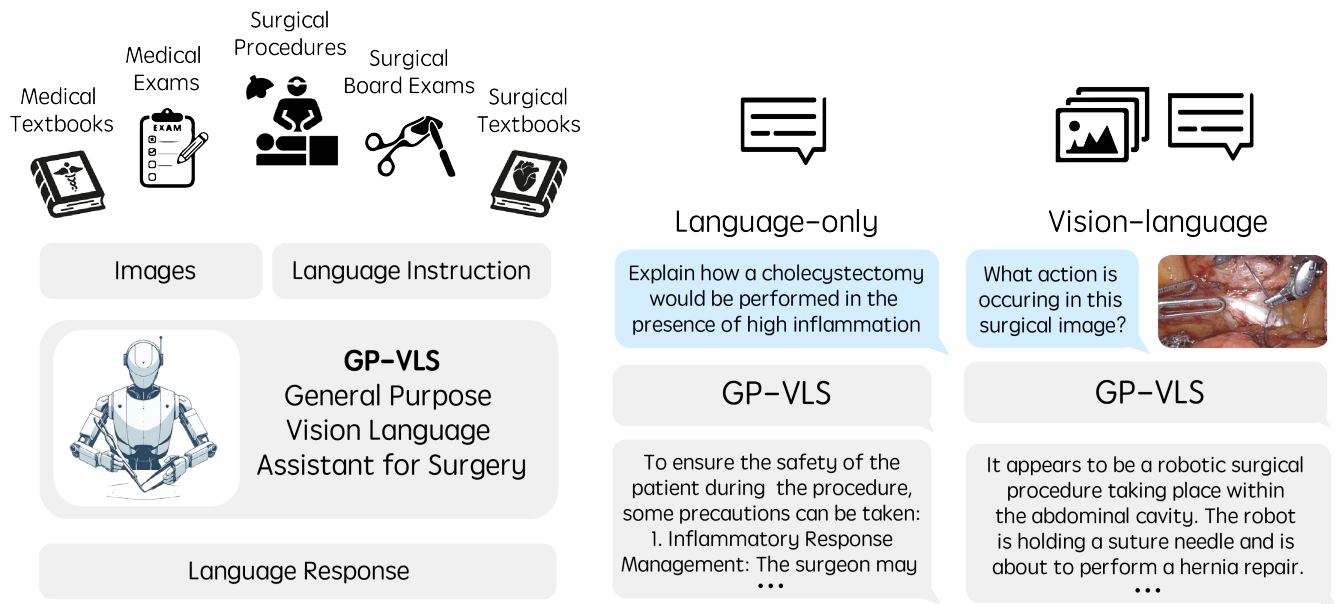 Surgical
Procedures
Medical
Exams
Surgical
Board Exams
Medical
Textbooks
Surgical
Textbooks
EXAM
Images
Language Instruction
GP-VLS
General Purpose
Vision Language
Assistant for Surgery
Language Response
Language-only
Explain how a cholecystectomy
would be performed in the
presence of high inflammation
GP-VLS
To ensure the safety of the
patient during the procedure,
some precautions can be taken:
1. Inflammatory Response
Management: The surgeon may
...
Vision-language
What action is
occuring in this
surgical image?
GP-VLS
It appears to be a robotic surgical
procedure taking place within
the abdominal cavity. The robot
is holding a suture needle and is
about to perform a hernia repair.
...